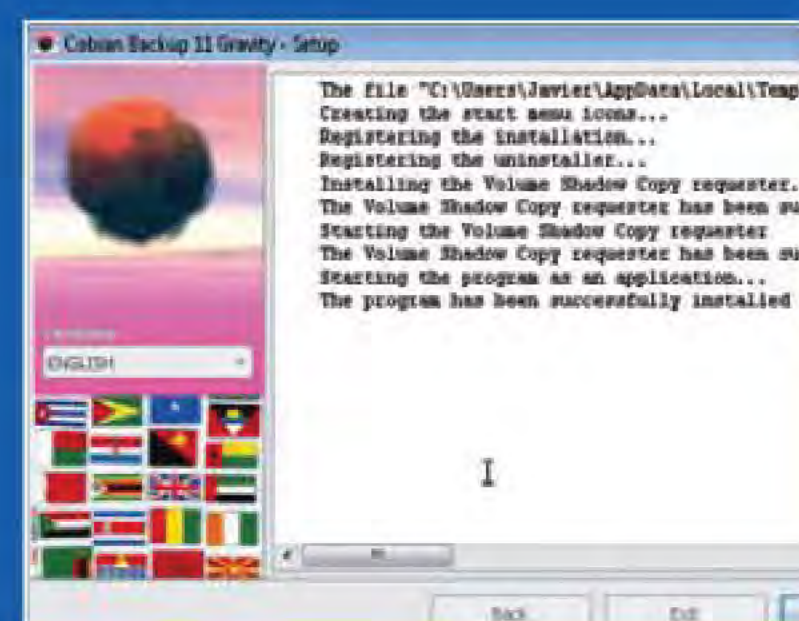 Cobian Backup 11 Gravity - Setup
The file "C:\Users\Javier\AppData\Local\Temp
Creating the start menu icons...
Registering the installation...
Registering the uninstaller...
Installing the Volume Shadow Copy requester.
The Volume Shadow Copy requester has been su
Starting the Volume Shadow Copy requester
The Volume Shadow Copy requester has been su
Starting the program as an application...
The program has been successfully installed
ENGLISH
Back
Exit